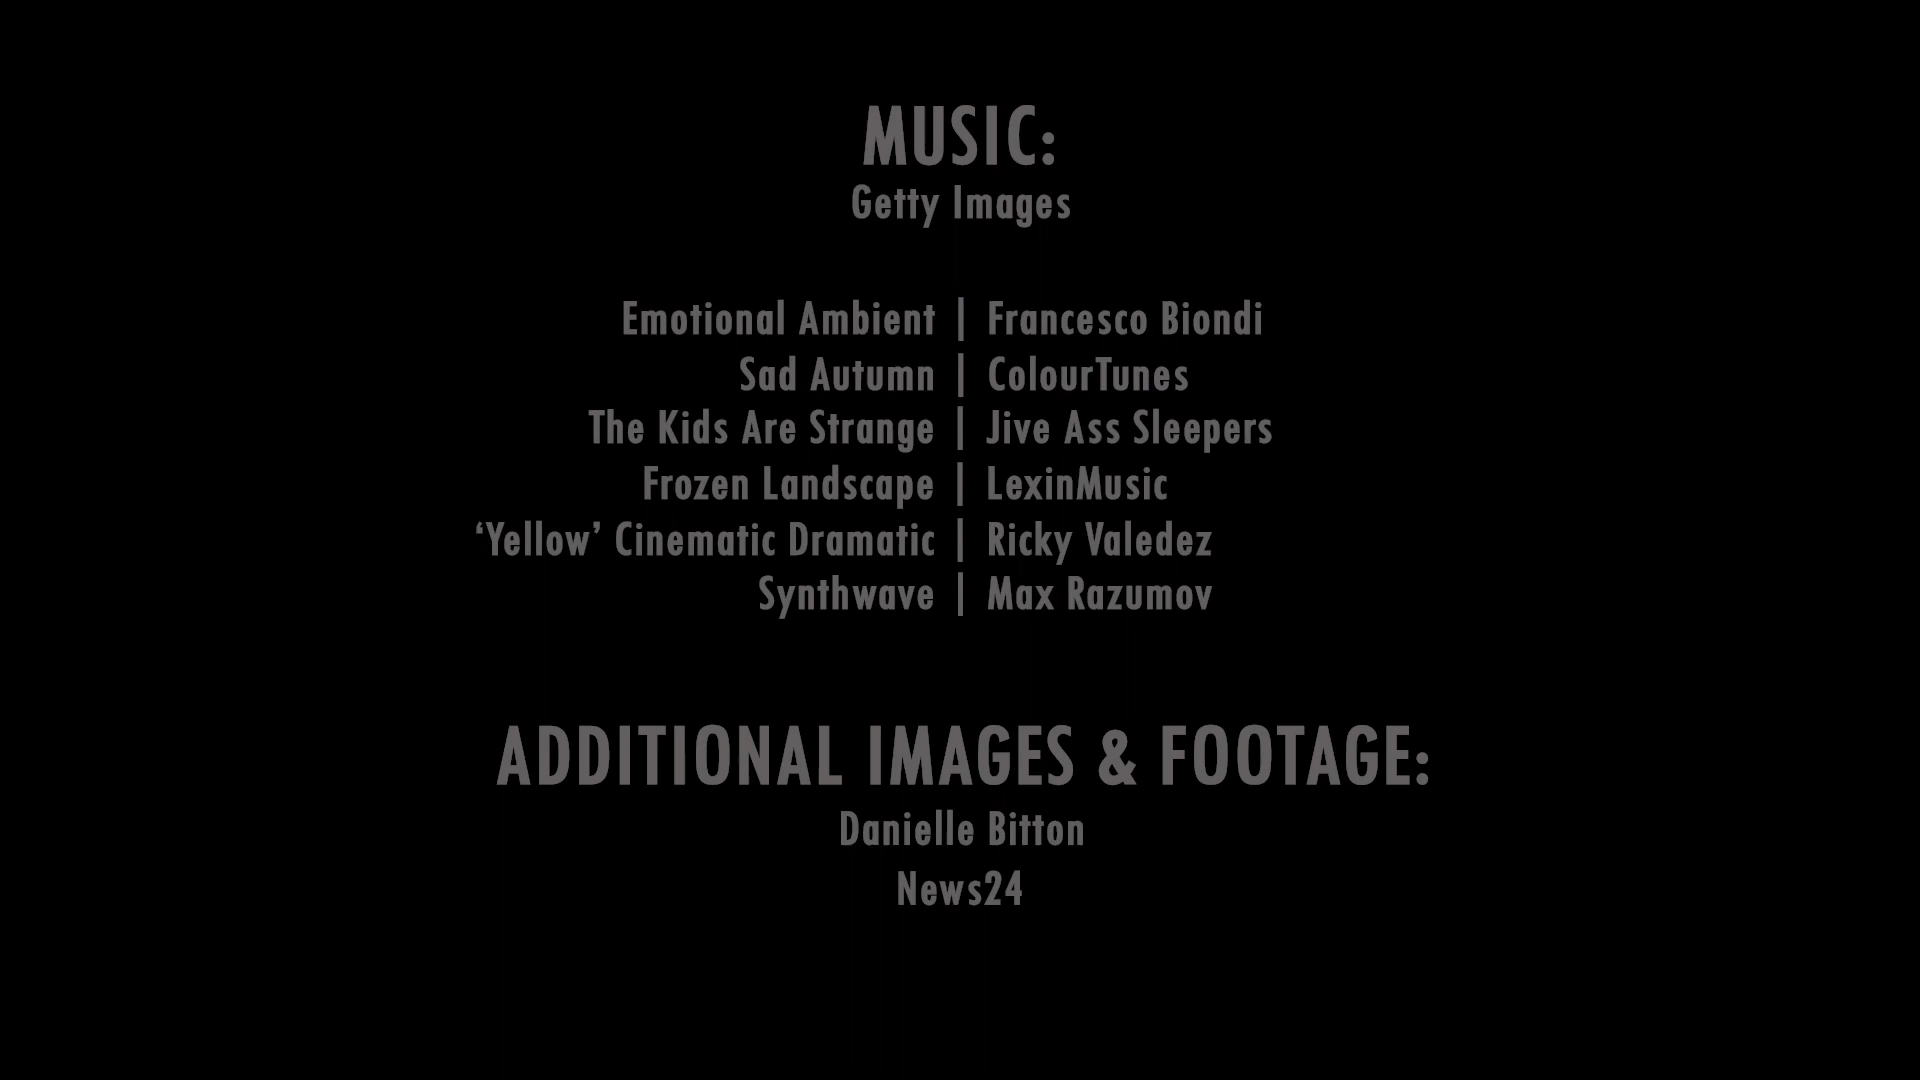 MUSIC:
Getty Images
Emotional Ambient | Francesco Biondi
Sad Autumn | ColourTunes
The Kids Are Strange | Jive Ass Sleepers
Frozen Landscape | LexinMusic
‘Yellow’ Cinematic Dramatic | Ricky Valedez
Synthwave | Max Razumov
ADDITIONAL IMAGES & FOOTAGE:
Danielle Bitton
News24